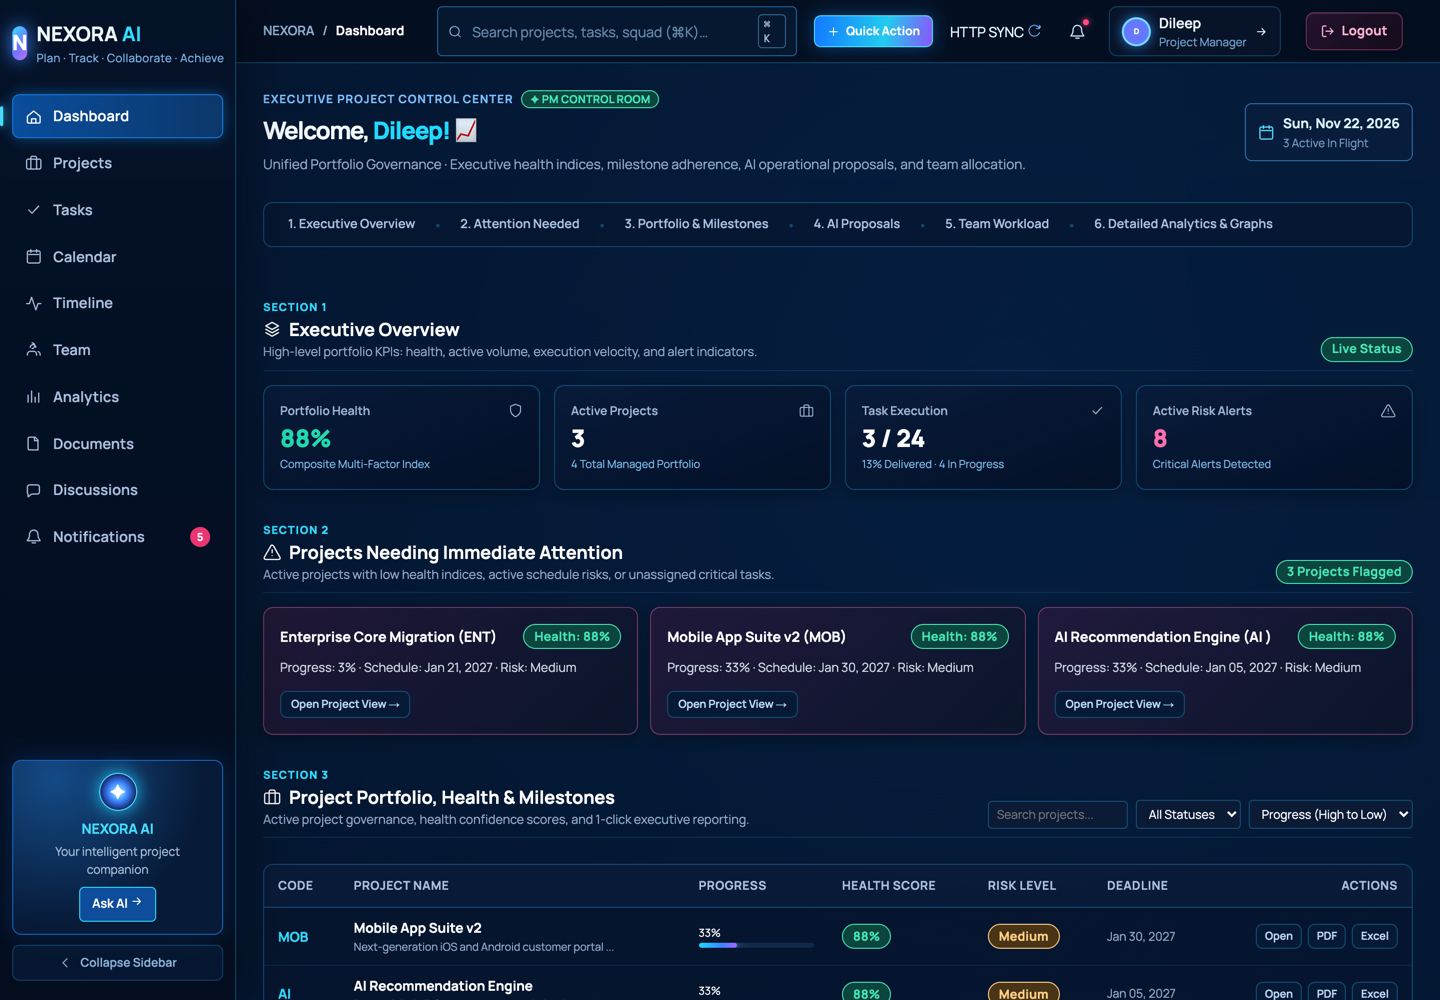 N
NEXORA AI
Plan · Track · Collaborate · Achieve
Dashboard
Projects
Tasks
Calendar
Timeline
Team
Analytics
Documents
Discussions
Notifications
5
NEXORA AI
Your intelligent project
companion
Ask AI →
Collapse Sidebar
NEXORA / Dashboard
Search projects, tasks, squad (⌘K)...
⌘
K
+ Quick Action
HTTP SYNC
D
Dileep
Project Manager
→
Logout
EXECUTIVE PROJECT CONTROL CENTER
✦ PM CONTROL ROOM
Welcome, Dileep! 📈
Unified Portfolio Governance · Executive health indices, milestone adherence, AI operational proposals, and team allocation.
Sun, Nov 22, 2026
3 Active In Flight
1. Executive Overview • 2. Attention Needed • 3. Portfolio & Milestones • 4. AI Proposals • 5. Team Workload • 6. Detailed Analytics & Graphs
SECTION 1
Executive Overview
High-level portfolio KPIs: health, active volume, execution velocity, and alert indicators.
Live Status
Portfolio Health
88%
Composite Multi-Factor Index
Active Projects
3
4 Total Managed Portfolio
Task Execution
3 / 24
13% Delivered · 4 In Progress
Active Risk Alerts
8
Critical Alerts Detected
SECTION 2
Projects Needing Immediate Attention
Active projects with low health indices, active schedule risks, or unassigned critical tasks.
3 Projects Flagged
Enterprise Core Migration (ENT)
Health: 88%
Progress: 3% · Schedule: Jan 21, 2027 · Risk: Medium
Open Project View →
Mobile App Suite v2 (MOB)
Health: 88%
Progress: 33% · Schedule: Jan 30, 2027 · Risk: Medium
Open Project View →
AI Recommendation Engine (AI )
Health: 88%
Progress: 33% · Schedule: Jan 05, 2027 · Risk: Medium
Open Project View →
SECTION 3
Project Portfolio, Health & Milestones
Active project governance, health confidence scores, and 1-click executive reporting.
Search projects...
All Statuses
Progress (High to Low)
CODE PROJECT NAME PROGRESS HEALTH SCORE RISK LEVEL DEADLINE ACTIONS
MOB
Mobile App Suite v2
Next-generation iOS and Android customer portal ...
33%
88%
Medium
Jan 30, 2027
Open PDF Excel
AI
AI Recommendation Engine
33%
88%
Medium
Jan 05, 2027
Open PDF Excel